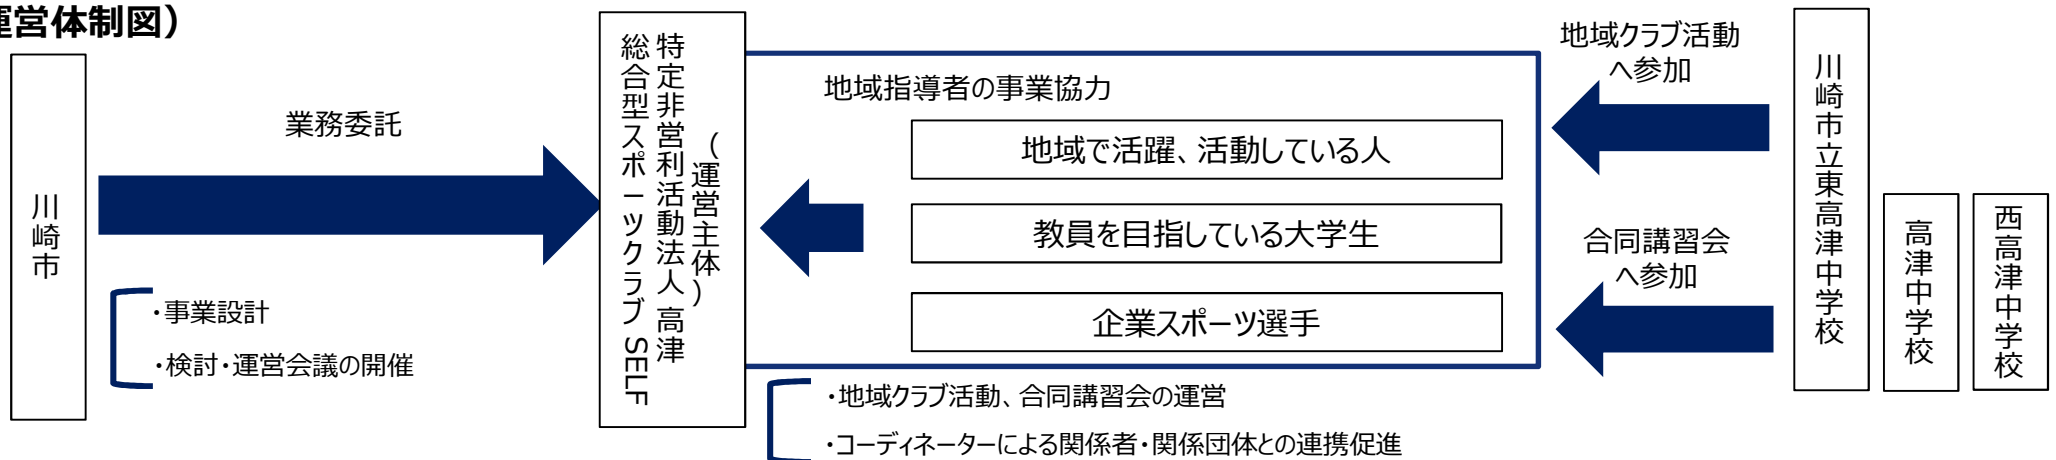 運営体制図)
川崎市
業務委託
・事業設計
・検討・運営会議の開催
特定非営利活動法人 高津
総合型スポーツクラブ SELF
(運営主体)
地域指導者の事業協力
地域で活躍、活動している人
教員を目指している大学生
企業スポーツ選手
・地域クラブ活動、合同講習会の運営
・コーディネーターによる関係者・関係団体との連携促進
地域クラブ活動
へ参加
合同講習会
へ参加
川崎市立東高津中学校
高津中学校
西高津中学校